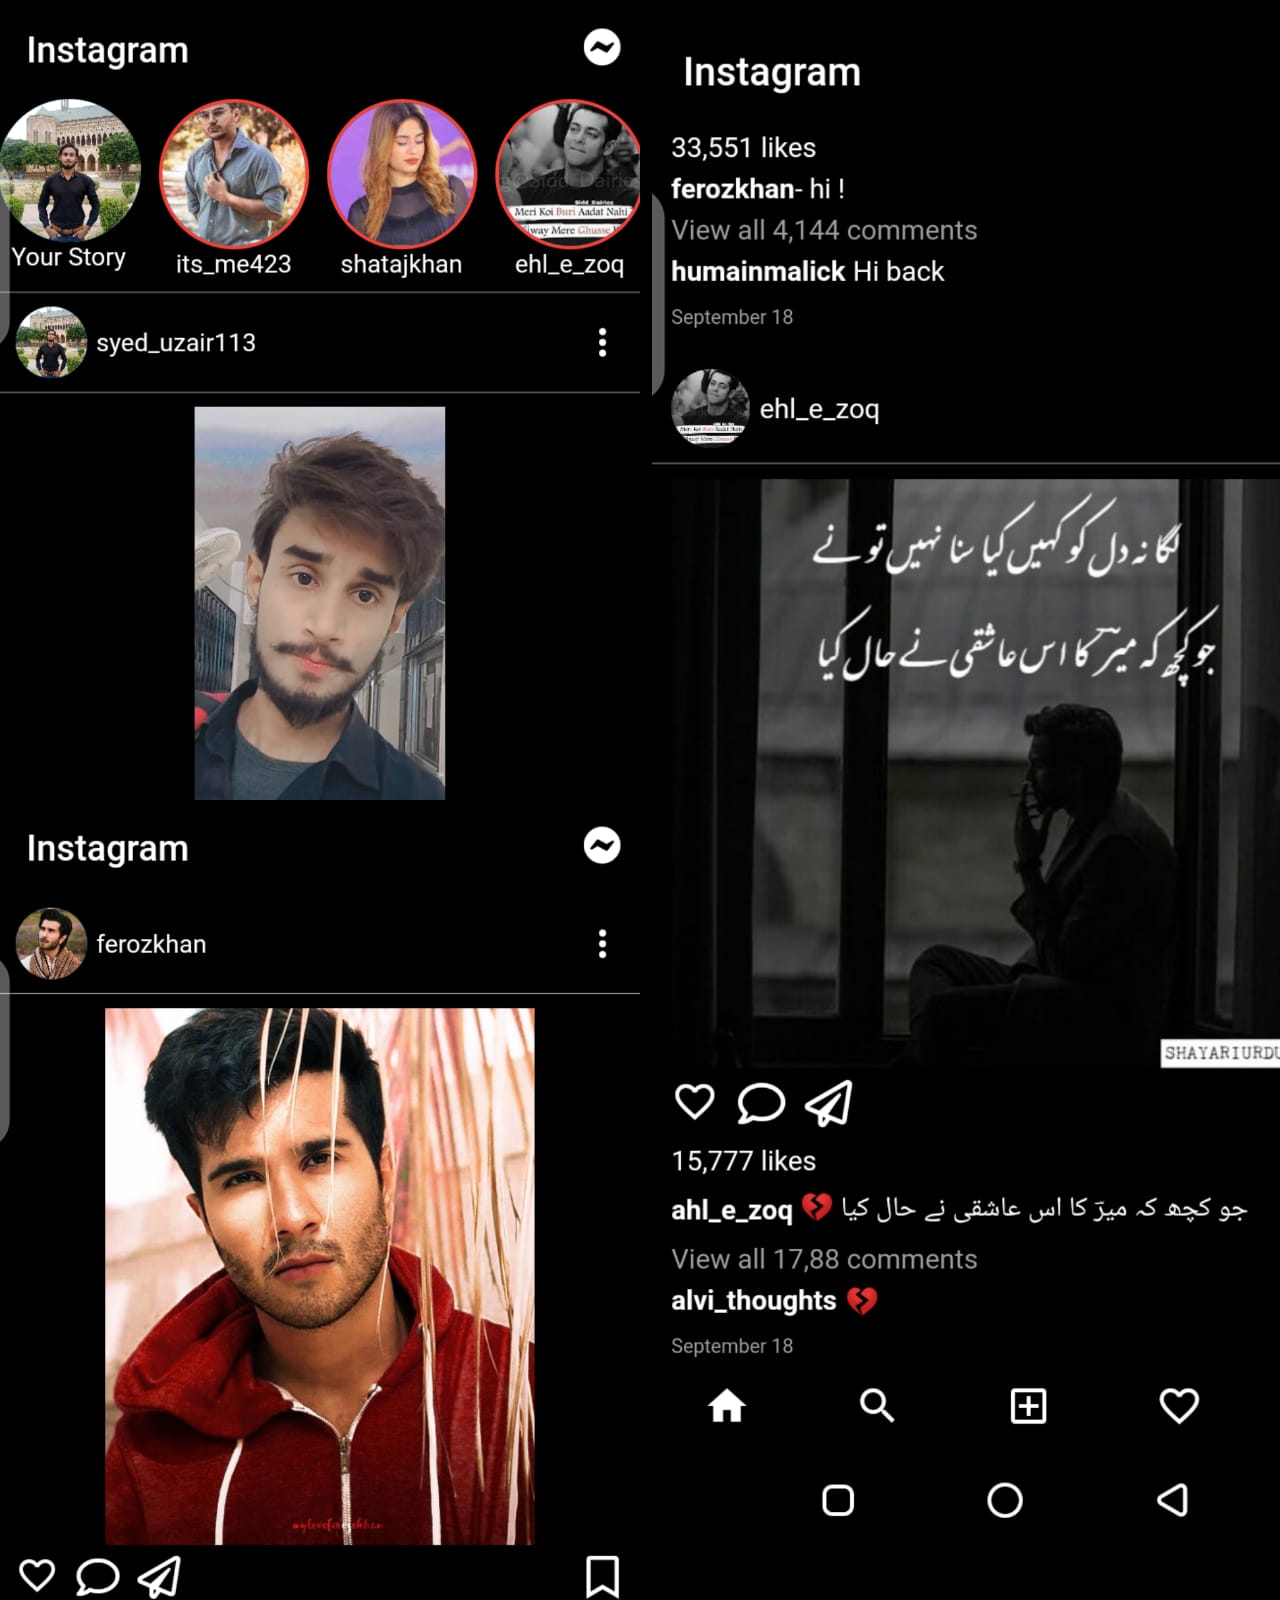 Instagram
Meri Koi Buri Aadat Nahi
Siway Mere Ghusse
Your Story
its_me423
shatajkhan
ehl_e_zoq
syed_uzair113
Instagram
ferozkhan
Instagram
33,551 likes
ferozkhan- hi !
View all 4,144 comments
humainmalick Hi back
September 18
ehl_e_zoq
لگا نہ دل کو کہیں کیا سنا نہیں تو نے
جو کچھ کہ میرؔ کا اس عاشقی نے حال کیا
SHAYARIURDU
15,777 likes
ahl_e_zoq 💔 جو کچھ کہ میرؔ کا اس عاشقی نے حال کیا
View all 17,88 comments
alvi_thoughts 💔
September 18